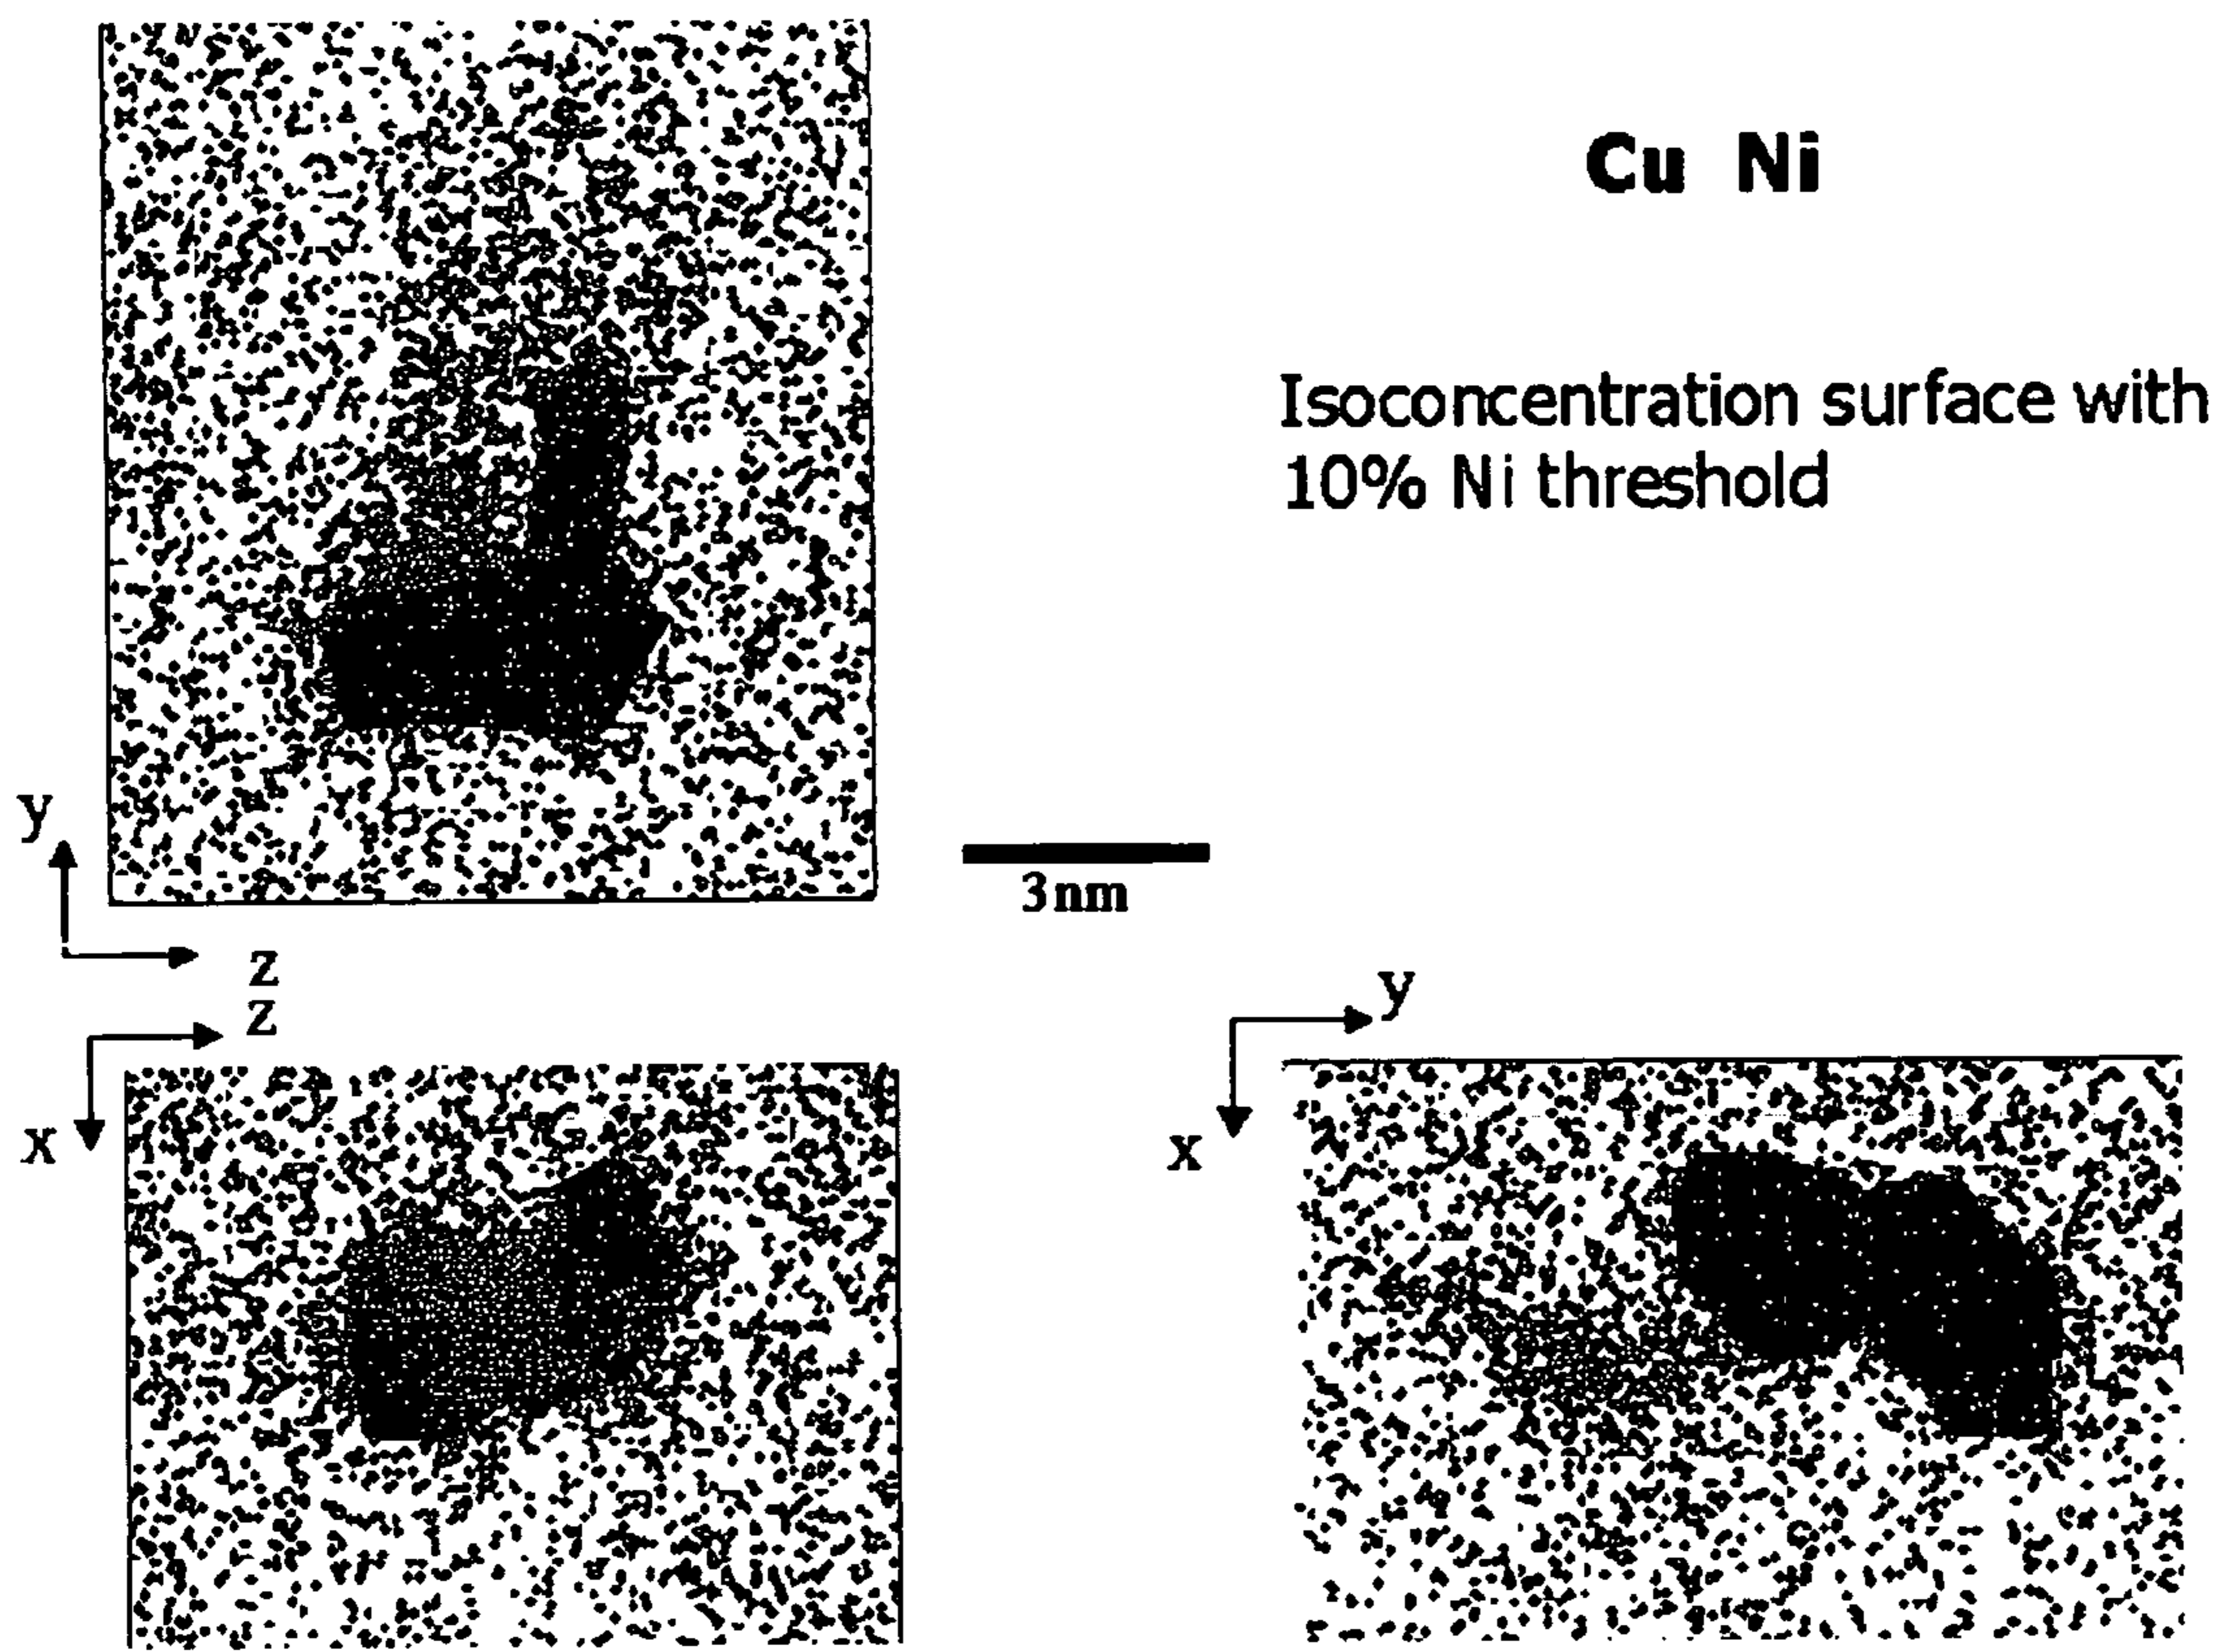 Cu Ni
Isoconcentration surface with
10% Ni threshold
y
3nm
z
z
y
x
x